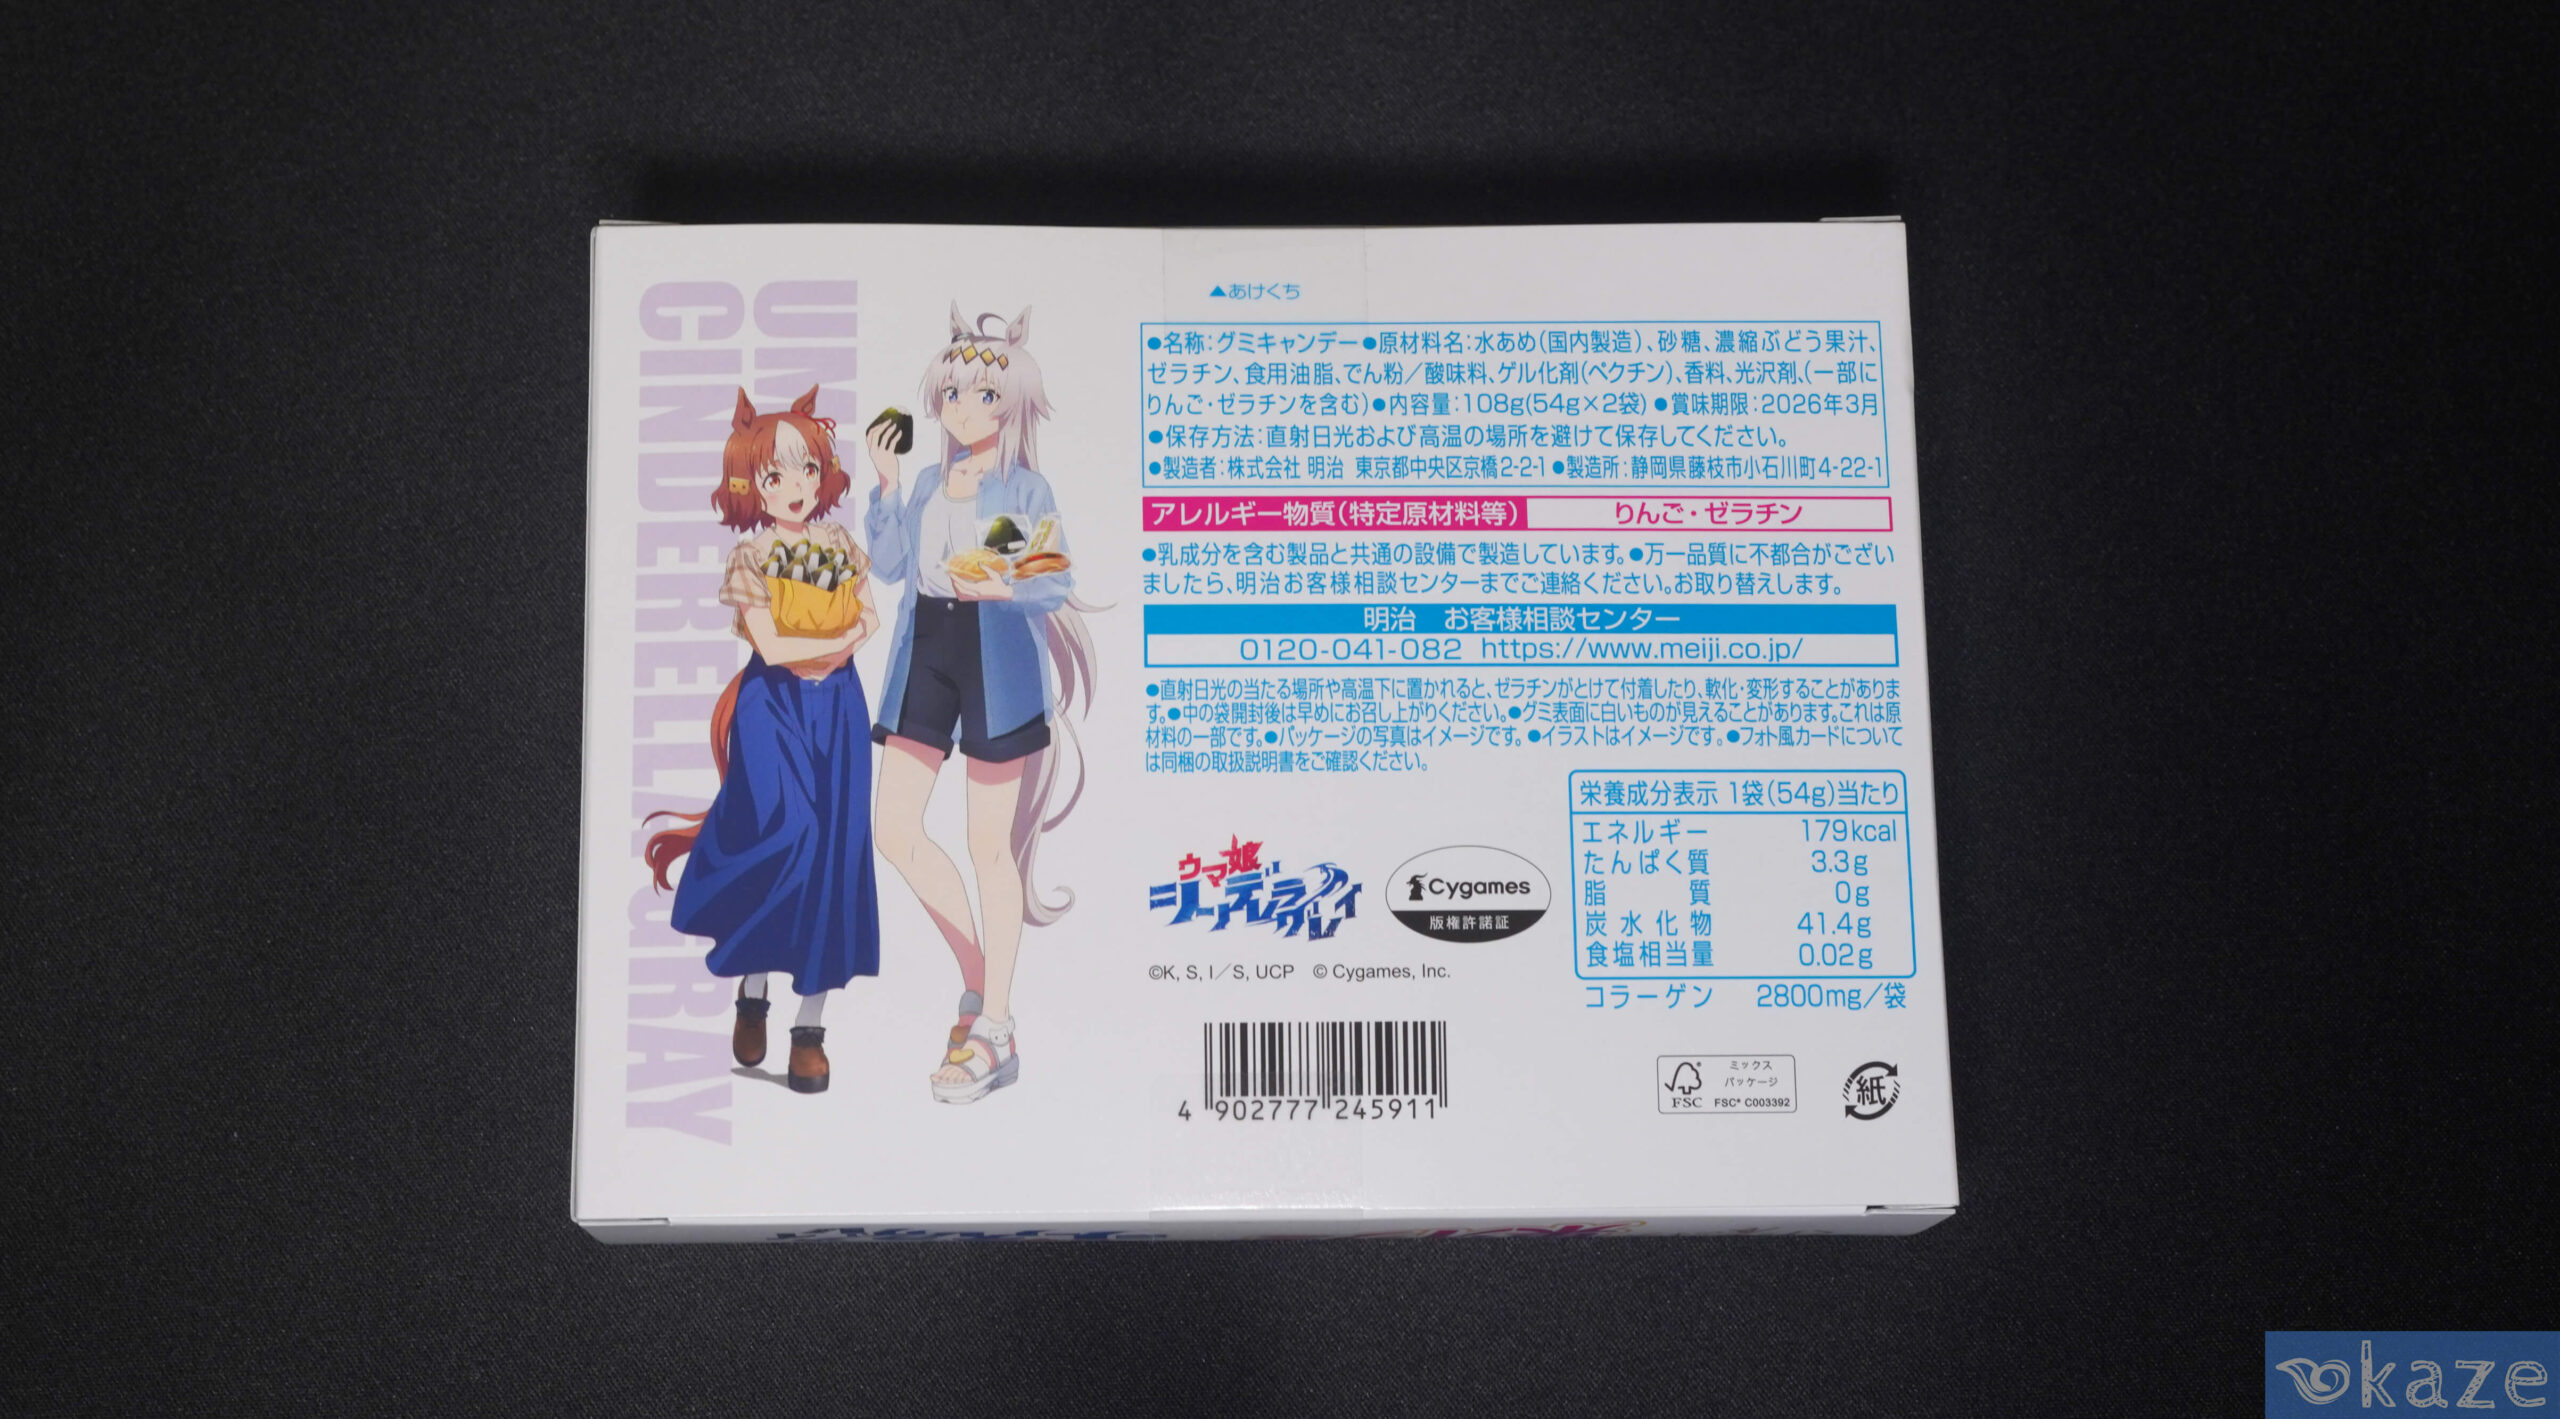 UM
CINDERELLA GRAY
▲あけくち
●名称:グミキャンデー●原材料名:水あめ(国内製造)、砂糖、濃縮ぶどう果汁、
ゼラチン、食用油脂、でん粉/酸味料、ゲル化剤(ペクチン)、香料、光沢剤、(一部に
りんご・ゼラチンを含む)●内容量:108g(54g×2袋)●賞味期限:2026年3月
●保存方法:直射日光および高温の場所を避けて保存してください。
●製造者:株式会社 明治 東京都中央区京橋2-2-1●製造所:静岡県藤枝市小石川町4-22-1
アレルギー物質(特定原材料等) りんご・ゼラチン
●乳成分を含む製品と共通の設備で製造しています。●万一品質に不都合がござい
ましたら、明治お客様相談センターまでご連絡ください。お取り替えします。
明治 お客様相談センター
0120-041-082 https://www.meiji.co.jp/
●直射日光の当たる場所や高温下に置かれると、ゼラチンがとけて付着したり、軟化・変形することがありま
す。●中の袋開封後は早めにお召し上がりください。●グミ表面に白いものが見えることがあります。これは原
材料の一部です。●パッケージの写真はイメージです。●イラストはイメージです。●フォト風カードについて
は同梱の取扱説明書をご確認ください。
栄養成分表示 1袋(54g)当たり
エネルギー 179kcal
たんぱく質 3.3g
脂質 0g
炭水化物 41.4g
食塩相当量 0.02g
コラーゲン 2800mg/袋
ウマ娘
シンデレラグレイ
Cygames
版権許諾証
©K, S, I/S, UCP © Cygames, Inc.
4 902777 245911
ミックス
パッケージ
FSC FSC® C003392
紙
kaze